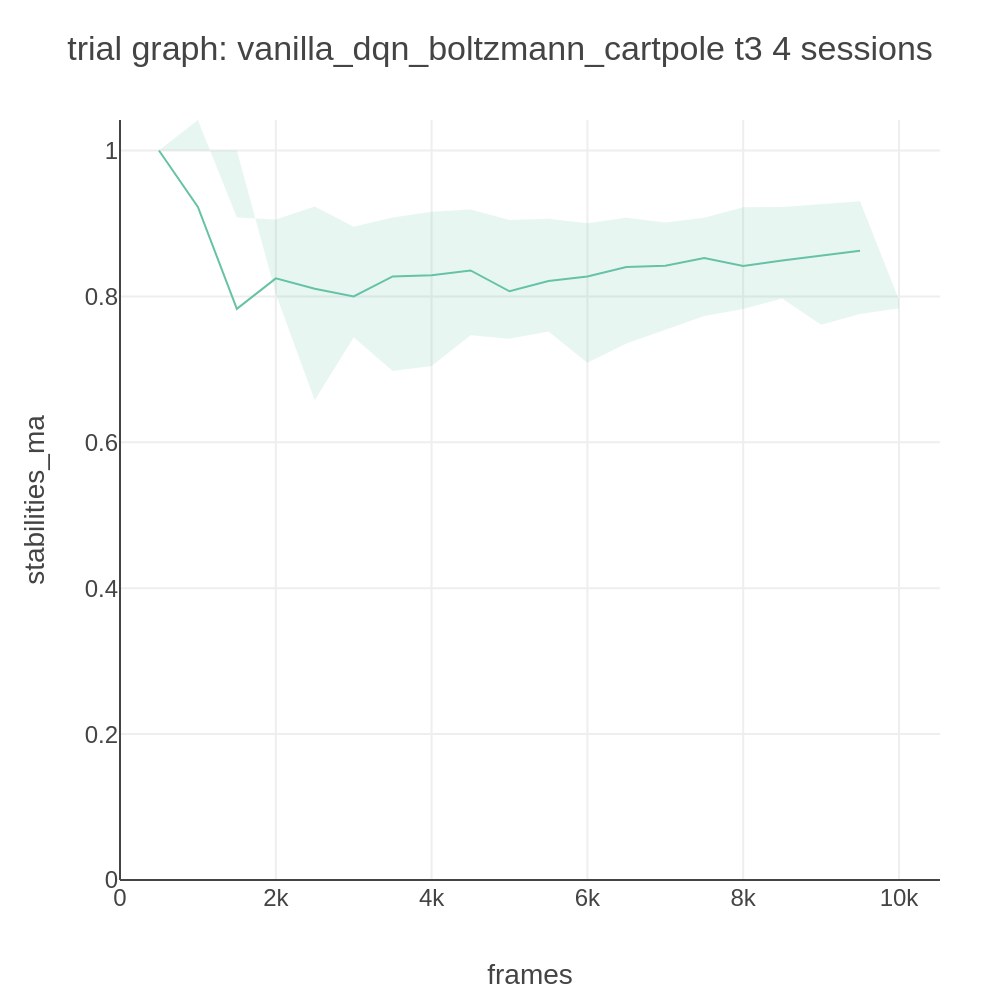 trial graph: vanilla_dqn_boltzmann_cartpole t3 4 sessions
stabilities_ma
1
0.8
0.6
0.4
0.2
0
0 2k 4k 6k 8k 10k
frames